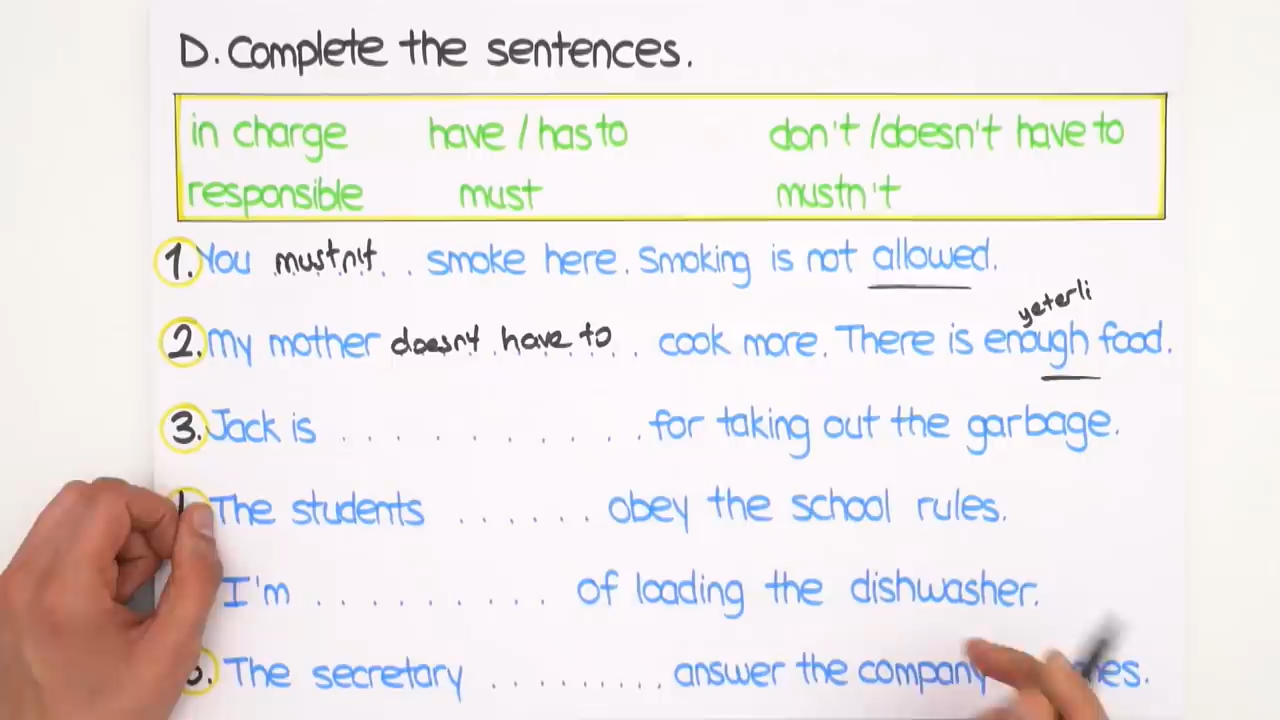 D. Complete the sentences.
in charge have / has to don't / doesn't have to
responsible must mustn't
1. You mustn't . . smoke here. Smoking is not allowed.
yeterli
2. My mother doesn't have to . . cook more. There is enough food.
3. Jack is . . . . . . . . . . . . for taking out the garbage.
The students . . . . . . obey the school rules.
I'm . . . . . . . . . of loading the dishwasher.
The secretary . . . . . . . . . answer the company